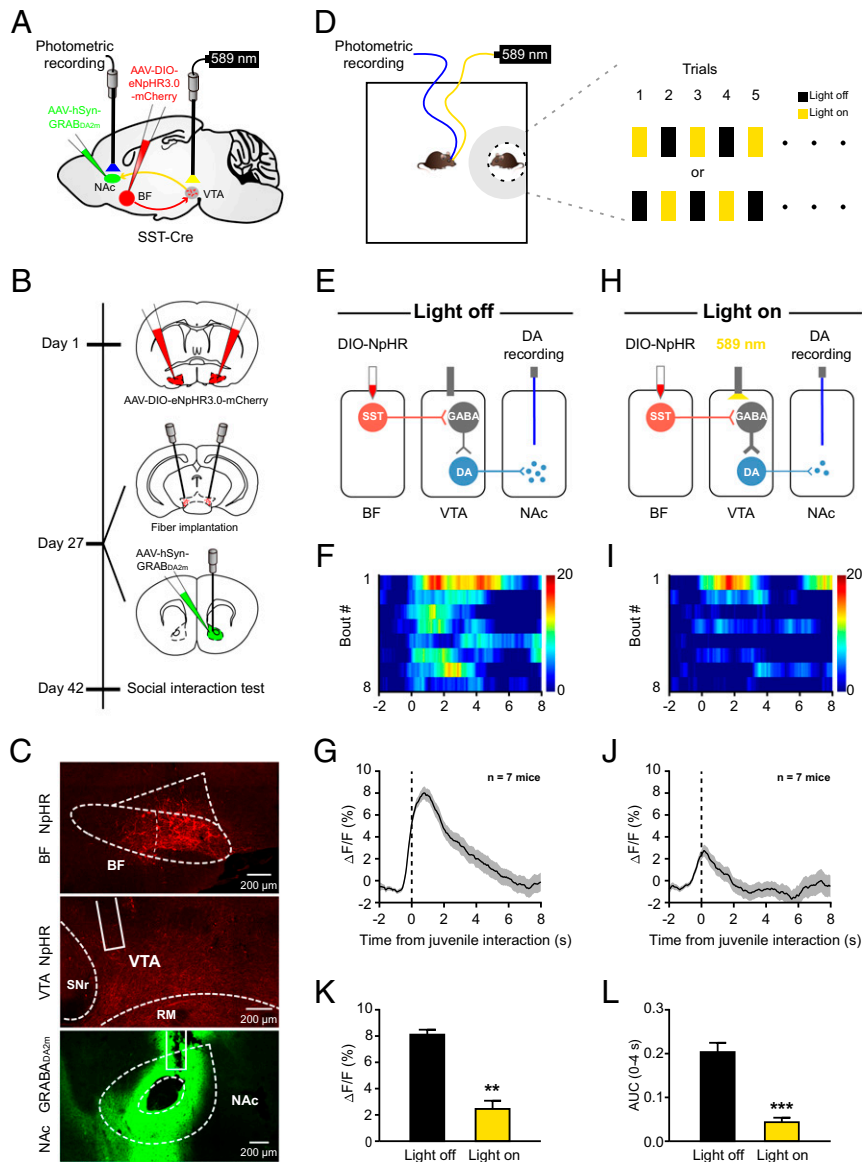 A
Photometric
recording
589 nm
AAV-DIO-
eNpHR3.0
-mCherry
AAV-hSyn-
GRABDA2m
NAc
BF
VTA
SST-Cre
B
Day 1
AAV-DIO-eNpHR3.0-mCherry
Fiber implantation
Day 27
AAV-hSyn-
GRABDA2m
Day 42
Social interaction test
C
BF NpHR
BF
200 µm
VTA NpHR
VTA
SNr
RM
200 µm
NAc GRABADA2m
NAc
200 µm
D
Photometric
recording
589 nm
Trials
1 2 3 4 5
Light off
Light on
or
E
Light off
DIO-NpHR
DA
recording
SST
GABA
DA
BF VTA NAc
F
Bout #
1
8
20
0
-2 0 2 4 6 8
G
n = 7 mice
ΔF/F (%)
10
8
6
4
2
0
-2
-2 0 2 4 6 8
Time from juvenile interaction (s)
H
Light on
DIO-NpHR
589 nm
DA
recording
SST
GABA
DA
BF VTA NAc
I
Bout #
1
8
20
0
-2 0 2 4 6 8
J
n = 7 mice
ΔF/F (%)
10
8
6
4
2
0
-2
-2 0 2 4 6 8
Time from juvenile interaction (s)
K
ΔF/F (%)
10
8
6
4
2
0
**
Light off Light on
L
AUC (0-4 s)
0.3
0.2
0.1
0.0
***
Light off Light on